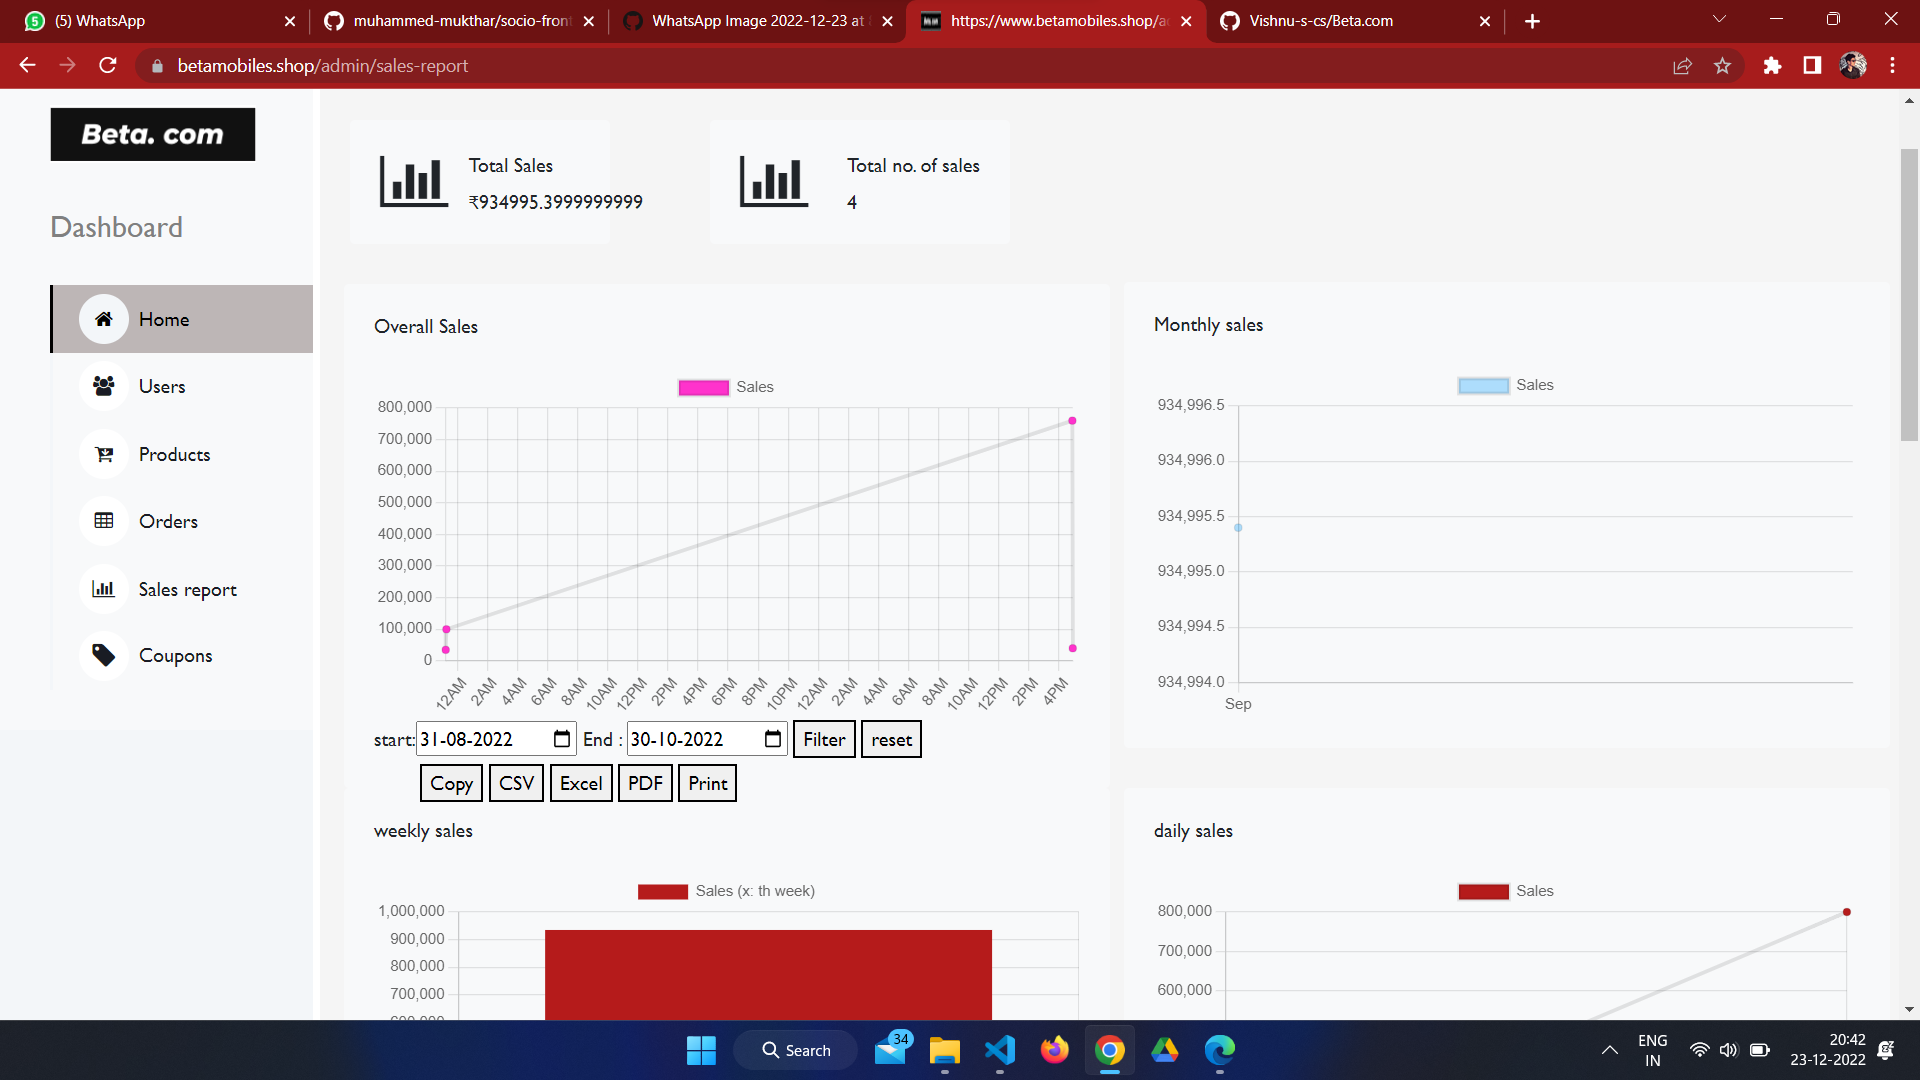 (5) WhatsApp
muhammed-mukthar/socio-fron
WhatsApp Image 2022-12-23 at
https://www.betamobiles.shop/a
Vishnu-s-cs/Beta.com
betamobiles.shop/admin/sales-report
Beta. com
Dashboard
Home
Users
Products
Orders
Sales report
Coupons
Total Sales
₹934995.3999999999
Total no. of sales
4
Overall Sales
Sales
800,000
700,000
600,000
500,000
400,000
300,000
200,000
100,000
0
12AM 2AM 4AM 6AM 8AM 10AM 12PM 2PM 4PM 6PM 8PM 10PM 12AM 2AM 4AM 6AM 8AM 10AM 12PM 2PM 4PM
start: 31-08-2022 End : 30-10-2022 Filter reset
Copy CSV Excel PDF Print
Monthly sales
Sales
934,996.5
934,996.0
934,995.5
934,995.0
934,994.5
934,994.0
Sep
weekly sales
Sales (x: th week)
1,000,000
900,000
800,000
700,000
600,000
daily sales
Sales
800,000
700,000
600,000
Search
34
ENG
IN
20:42
23-12-2022